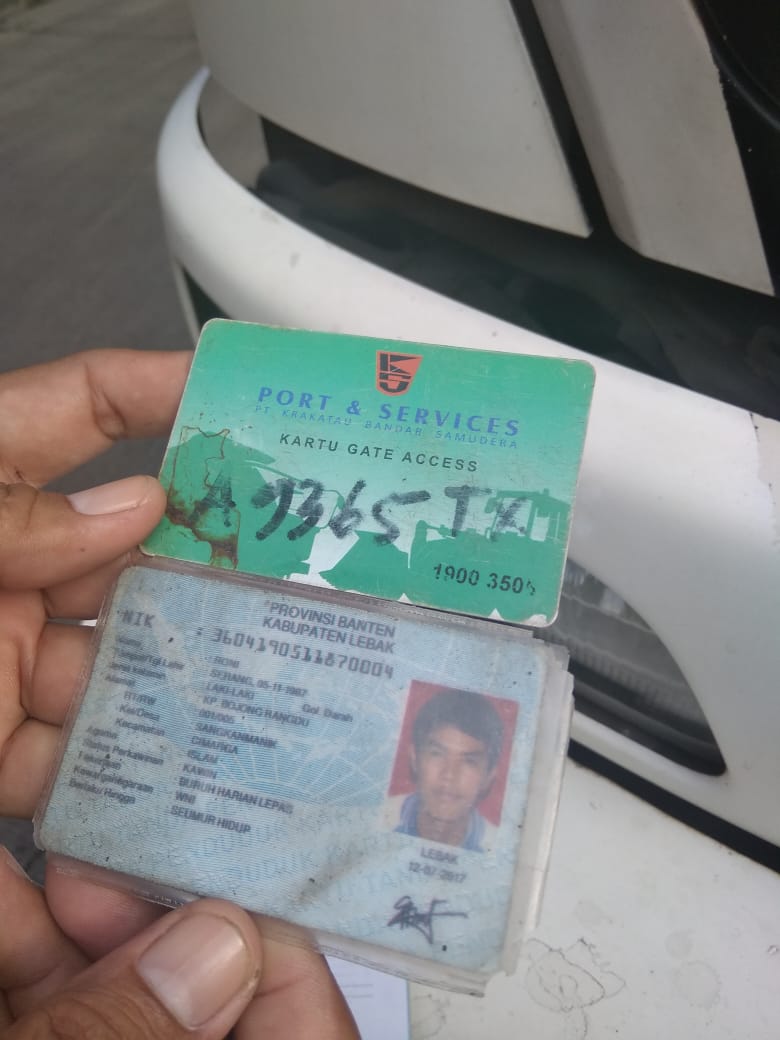 PORT & SERVICES
PT. KRAKATAU BANDAR SAMUDERA
KARTU GATE ACCESS
A 9365 TX
1900 3505
PROVINSI BANTEN
KABUPATEN LEBAK
NIK : 3604190511870004
Nama : RONI
Tempat/Tgl Lahir : SERANG, 05-11-1987
Jenis kelamin : LAKI-LAKI Gol. Darah
Alamat : KP BOJONG RANGDU
RT/RW : 001/005
Kel/Desa : SANGKANMANIK
Kecamatan : CIMARGA
Agama : ISLAM
Status Perkawinan : KAWIN
Pekerjaan : BURUH HARIAN LEPAS
Kewarganegaraan : WNI
Berlaku Hingga : SEUMUR HIDUP
LEBAK
12-07-2017